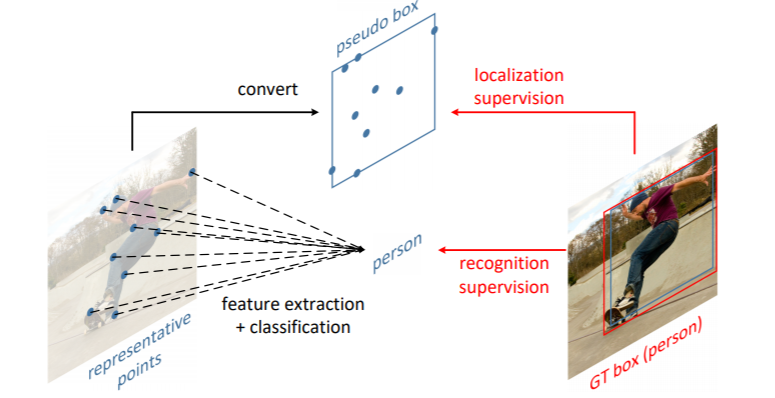 pseudo box
convert
localization
supervision
person
recognition
supervision
feature extraction
+ classification
representative
points
GT box (person)